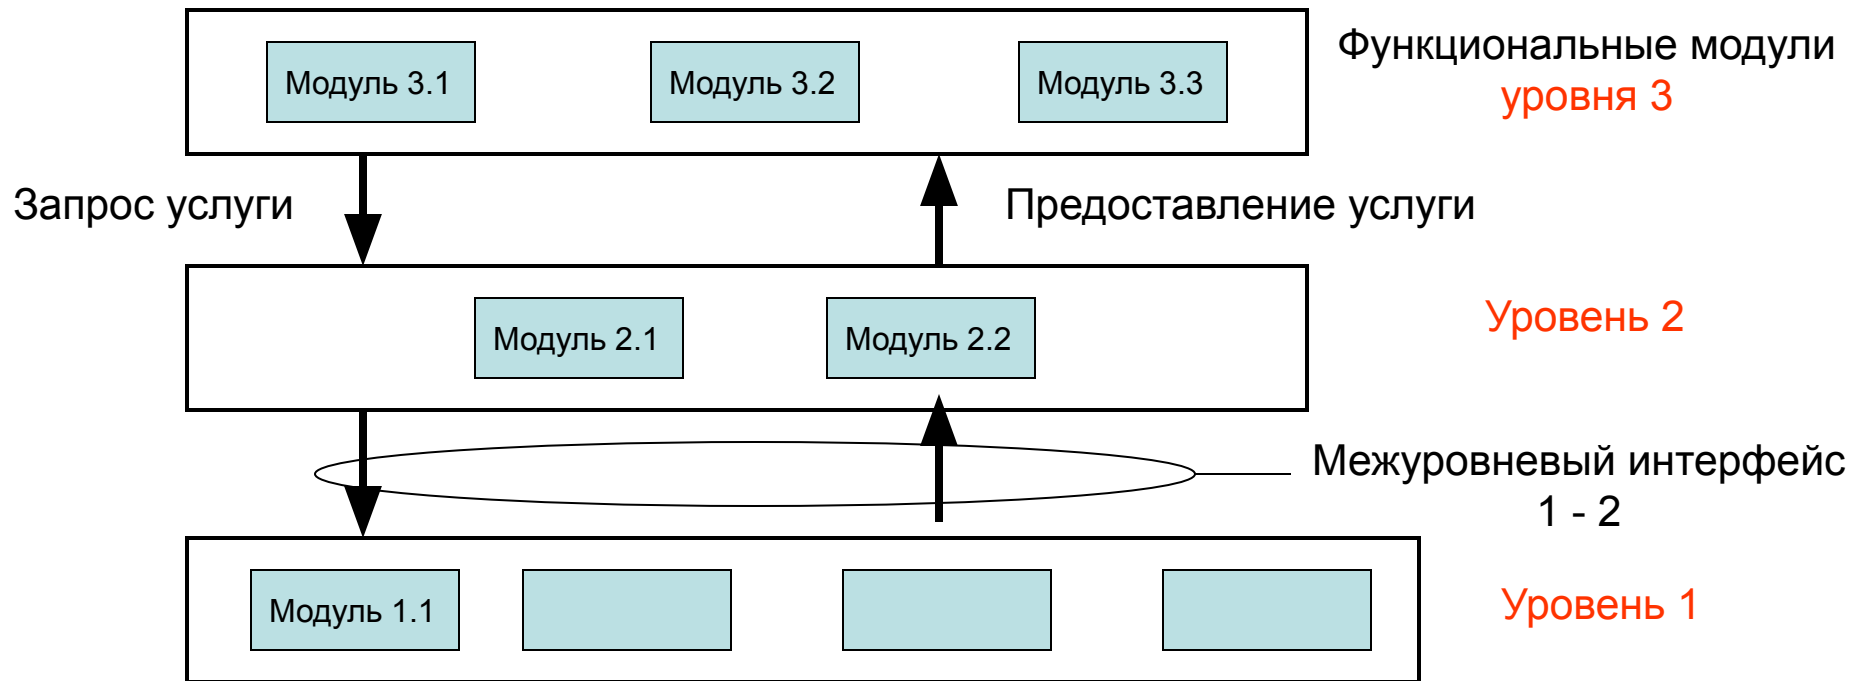 Модуль 3.1
Модуль 3.2
Модуль 3.3
Функциональные модули
уровня 3
Запрос услуги
Предоставление услуги
Модуль 2.1
Модуль 2.2
Уровень 2
Межуровневый интерфейс
1 - 2
Модуль 1.1
Уровень 1